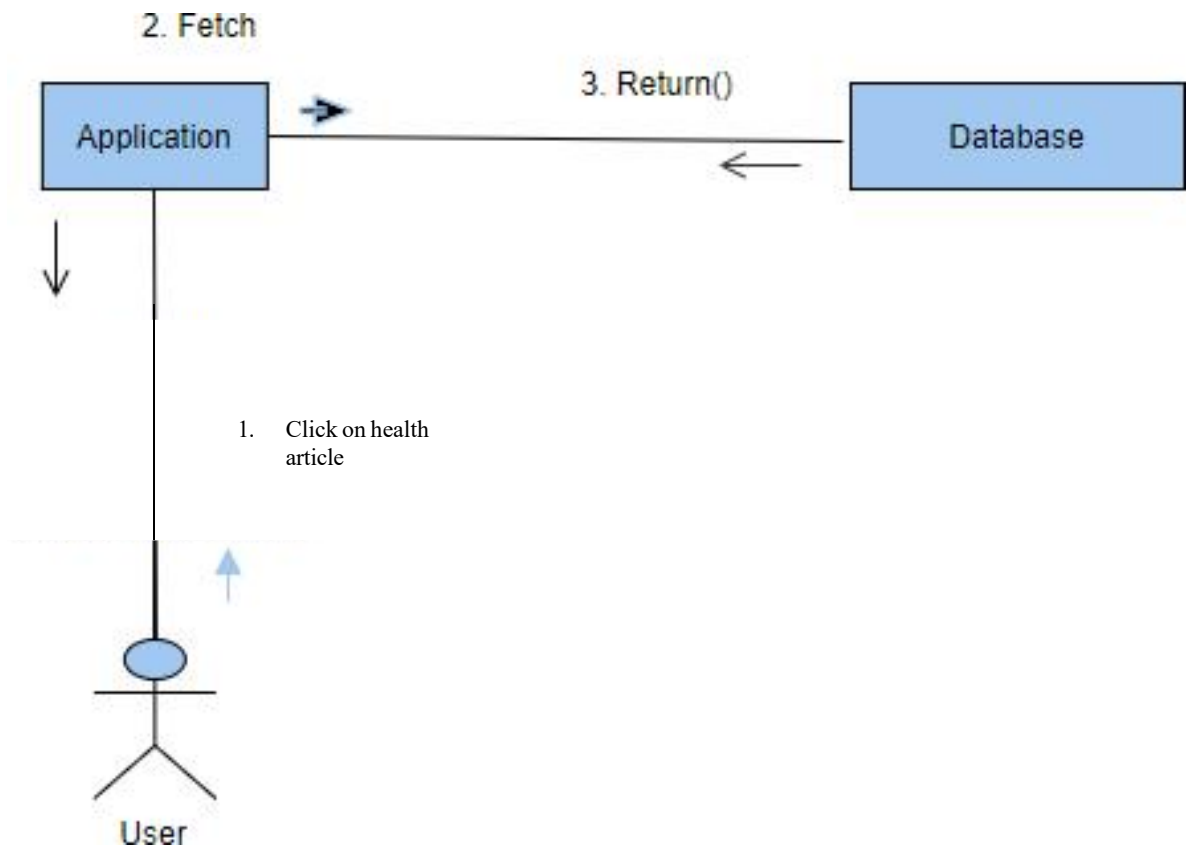 2. Fetch
3. Return()
Application
Database
1. Click on health
article
User